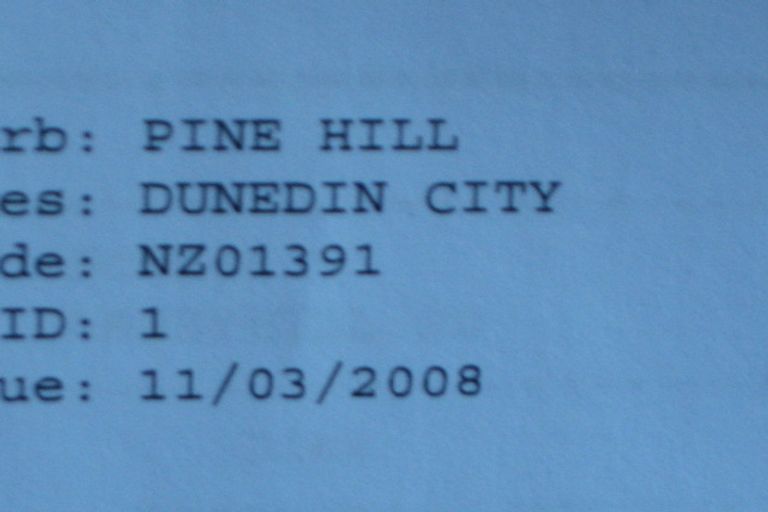 rb: PINE HILL
es: DUNEDIN CITY
de: NZ01391
ID: 1
ue: 11/03/2008